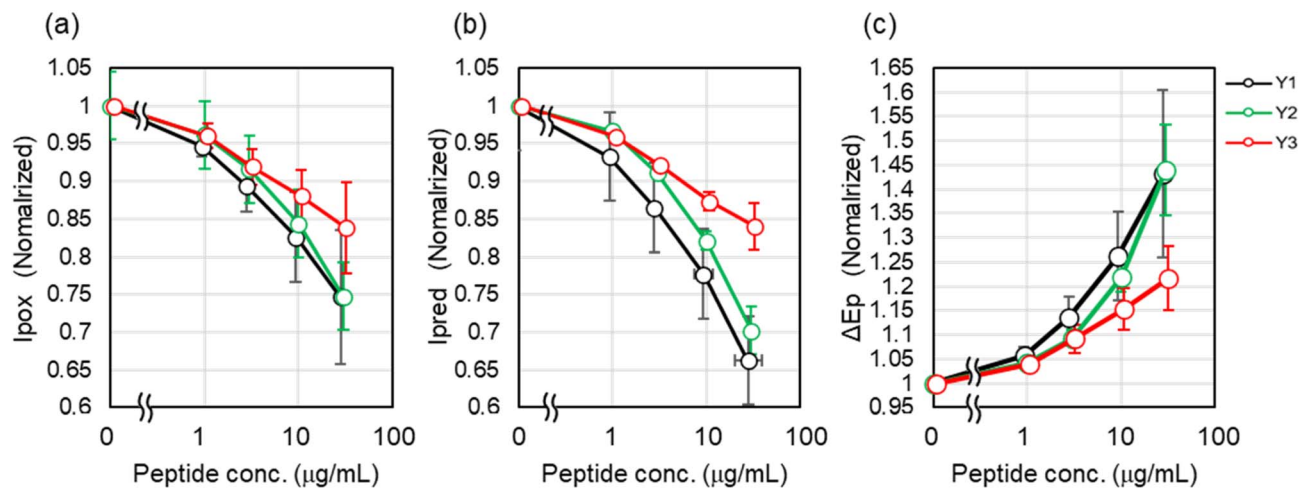 (a)
Ipox (Nomalrized)
1.05
1
0.95
0.9
0.85
0.8
0.75
0.7
0.65
0.6
0 1 10 100
Peptide conc. (μg/mL)
(b)
Ipred (Nomalrized)
1.05
1
0.95
0.9
0.85
0.8
0.75
0.7
0.65
0.6
0 1 10 100
Peptide conc. (μg/mL)
(c)
ΔEp (Nomalrized)
1.65
1.6
1.55
1.5
1.45
1.4
1.35
1.3
1.25
1.2
1.15
1.1
1.05
1
0.95
0 1 10 100
Peptide conc. (μg/mL)
Y1
Y2
Y3